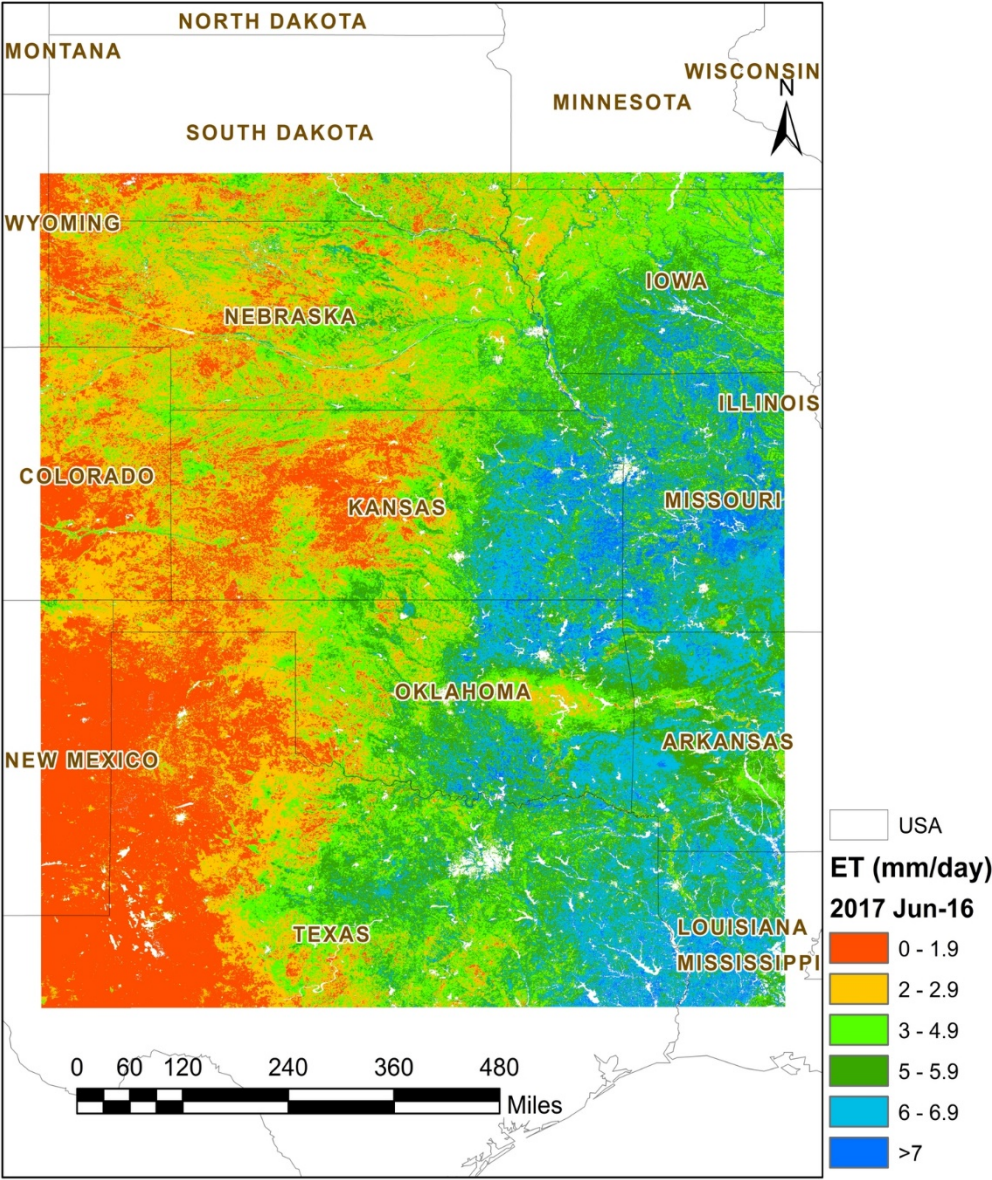 NORTH DAKOTA
MONTANA
WISCONSIN
N
MINNESOTA
SOUTH DAKOTA
WYOMING
IOWA
NEBRASKA
ILLINOIS
COLORADO
MISSOURI
KANSAS
OKLAHOMA
ARKANSAS
NEW MEXICO
USA
ET (mm/day)
2017 Jun-16
LOUISIANA
TEXAS
0 - 1.9
MISSISSIPPI
2 - 2.9
3 - 4.9
0 60 120 240 360 480
5 - 5.9
Miles
6 - 6.9
>7